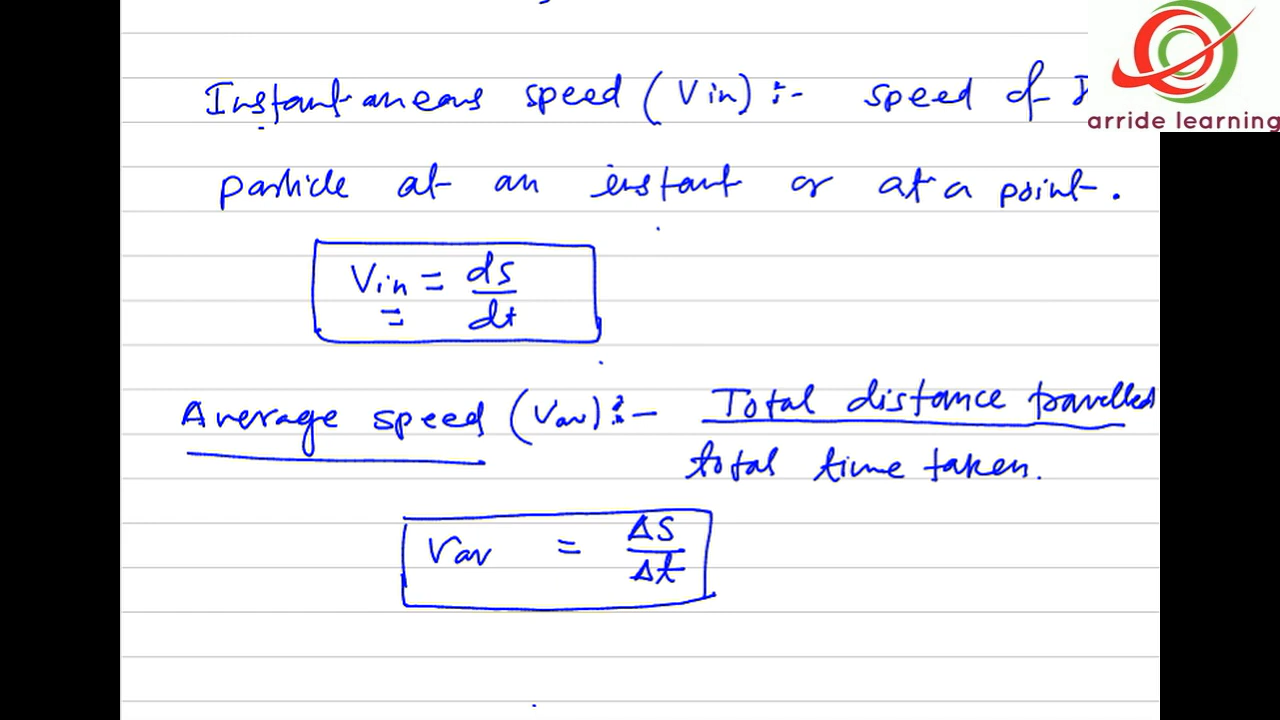 Instantaneous speed (Vin) :- speed of
particle at an instant or at a point.
Vin = ds/dt
Average speed (Vav) :- Total distance travelled
total time taken.
Vav = Δs/Δt
arride learning